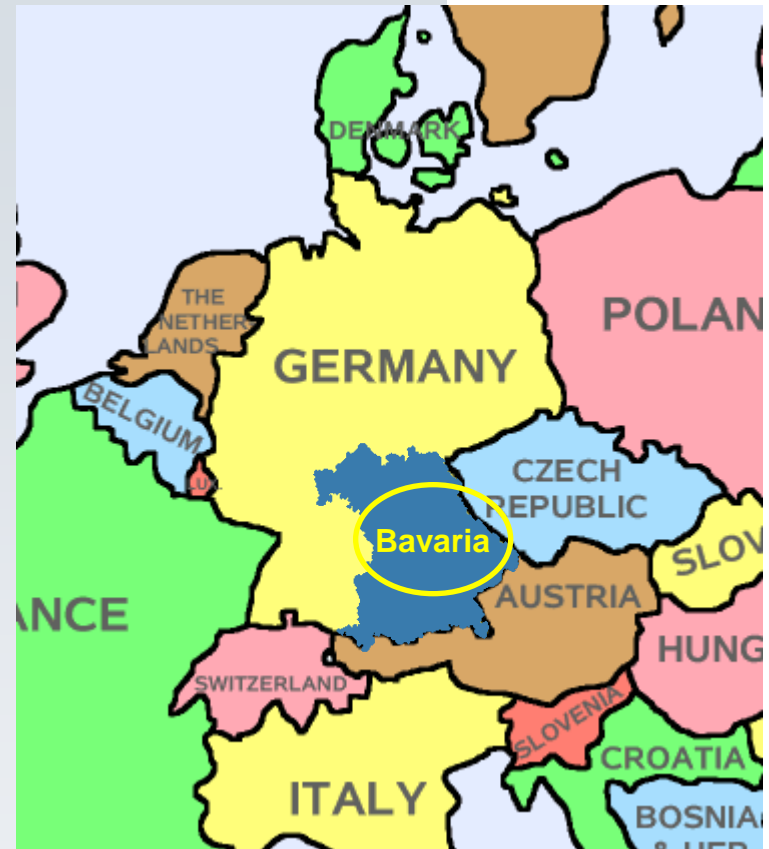 DENMARK
THE
NETHER-
LANDS
POLAN
GERMANY
BELGIUM
LUX.
CZECH
REPUBLIC
Bavaria
SLOV
AUSTRIA
ANCE
HUNG
SWITZERLAND
SLOVENIA
CROATIA
ITALY
BOSNIA
& HER